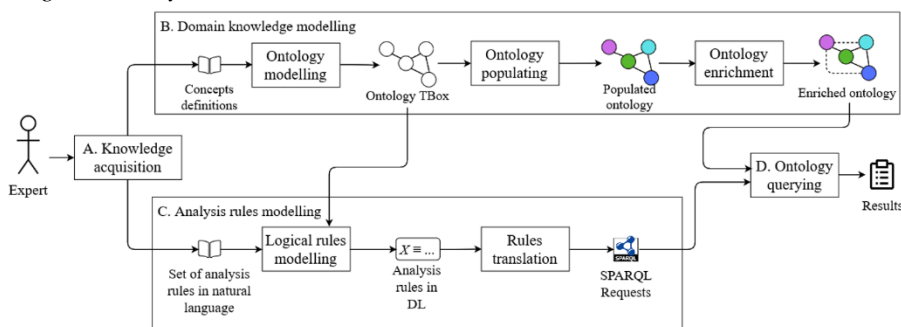 B. Domain knowledge modelling
Ontology
modelling
Ontology
populating
Ontology
enrichment
Concepts
definitions
Ontology TBox
Populated
ontology
Enriched ontology
A. Knowledge
acquisition
Expert
D. Ontology
querying
Results
C. Analysis rules modelling
Logical rules
modelling
X ≡ ...
Rules
translation
SPARQL
Set of analysis
rules in natural
language
Analysis
rules in
DL
SPARQL
Requests